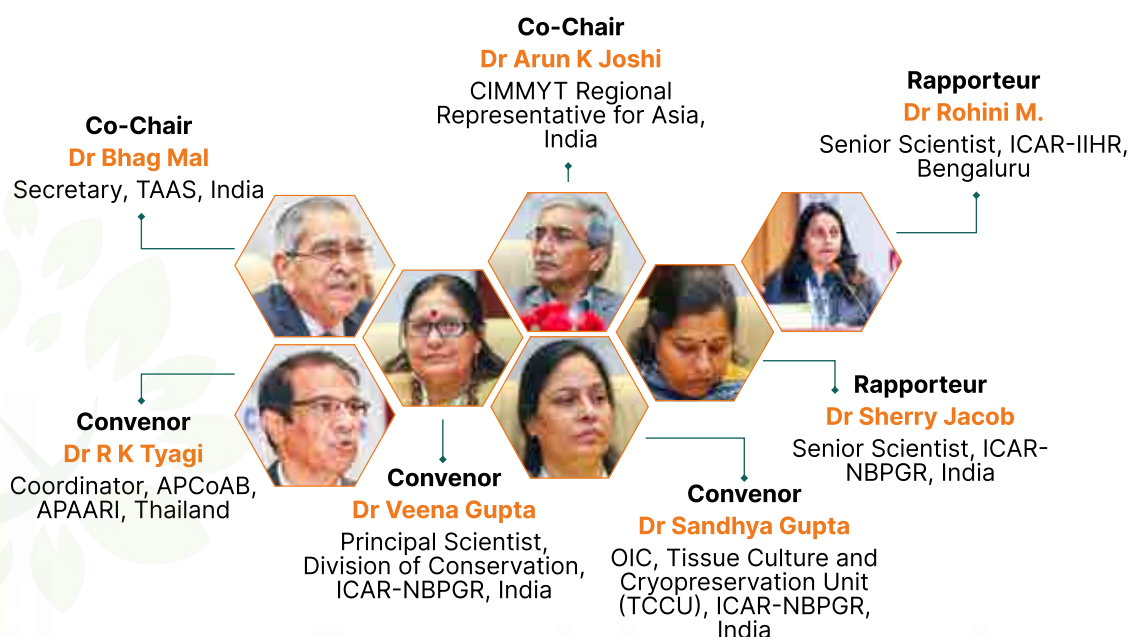 Co-Chair
Dr Arun K Joshi
CIMMYT Regional
Representative for Asia,
India
Rapporteur
Dr Rohini M.
Senior Scientist, ICAR-IIHR,
Bengaluru
Co-Chair
Dr Bhag Mal
Secretary, TAAS, India
Convenor
Dr R K Tyagi
Coordinator, APCoAB,
APAARI, Thailand
Convenor
Dr Veena Gupta
Principal Scientist,
Division of Conservation,
ICAR-NBPGR, India
Convenor
Dr Sandhya Gupta
OIC, Tissue Culture and
Cryopreservation Unit
(TCCU), ICAR-NBPGR,
India
Rapporteur
Dr Sherry Jacob
Senior Scientist, ICAR-
NBPGR, India